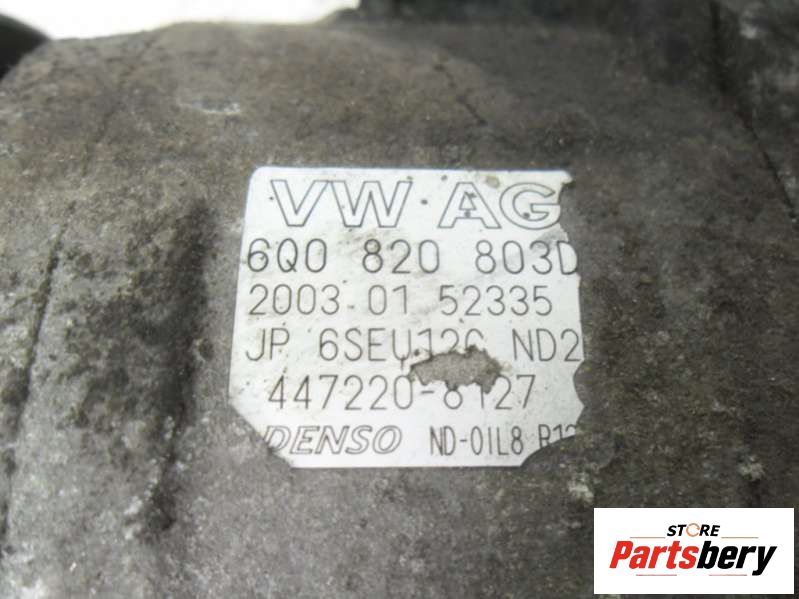 VW AG
6Q0 820 803D
2003 01 52335
JP 6SEU12C ND2
447220-8127
DENSO ND-OIL8
STORE
Partsbery